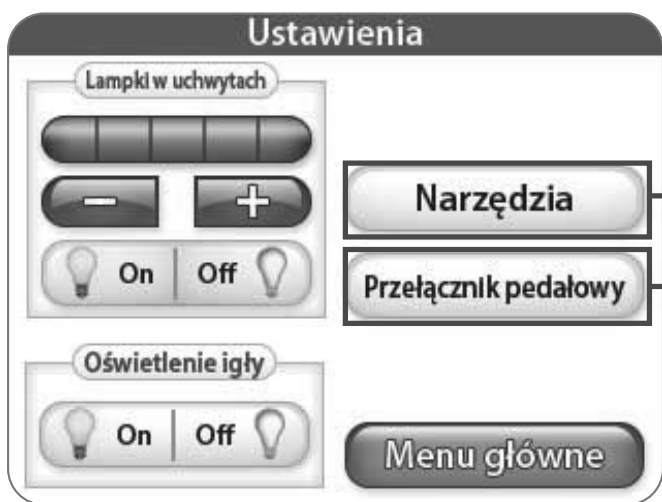 Ustawienia
Lampki w uchwytach
− +
On | Off
Narzędzia
Przełącznik pedałowy
Oświetlenie igły
On | Off
Menu główne